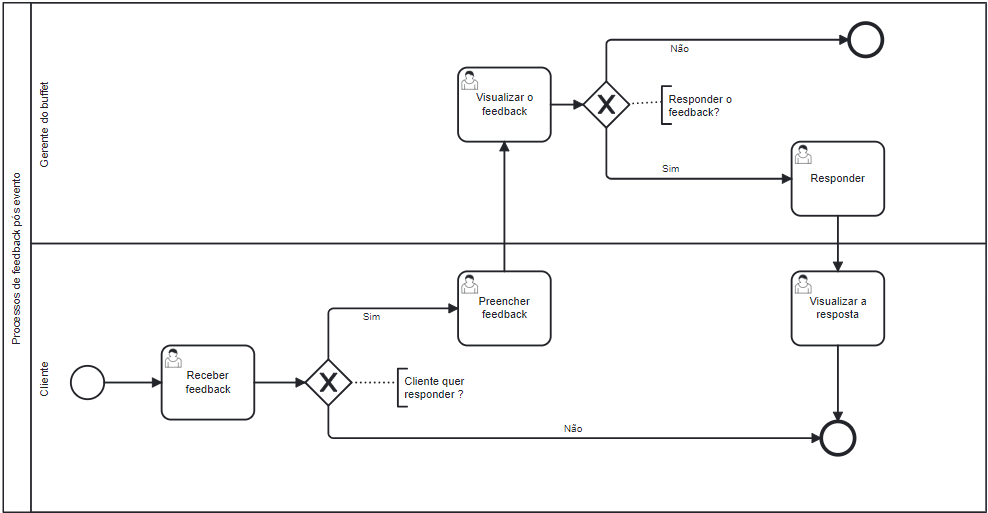 Processos de feedback pós evento
Gerente do buffet
Não
Visualizar o
feedback
Responder o
feedback?
Sim
Responder
Cliente
Preencher
feedback
Visualizar a
resposta
Sim
Receber
feedback
Cliente quer
responder ?
Não